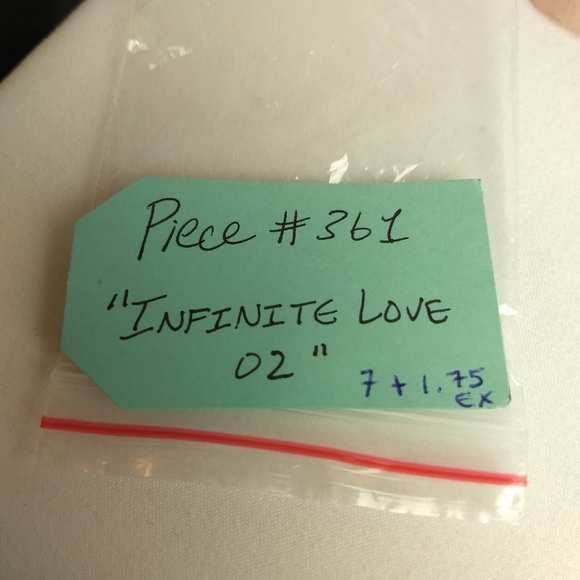 Piece #361
"INFINITE LOVE
02"
7 + 1.75
EX